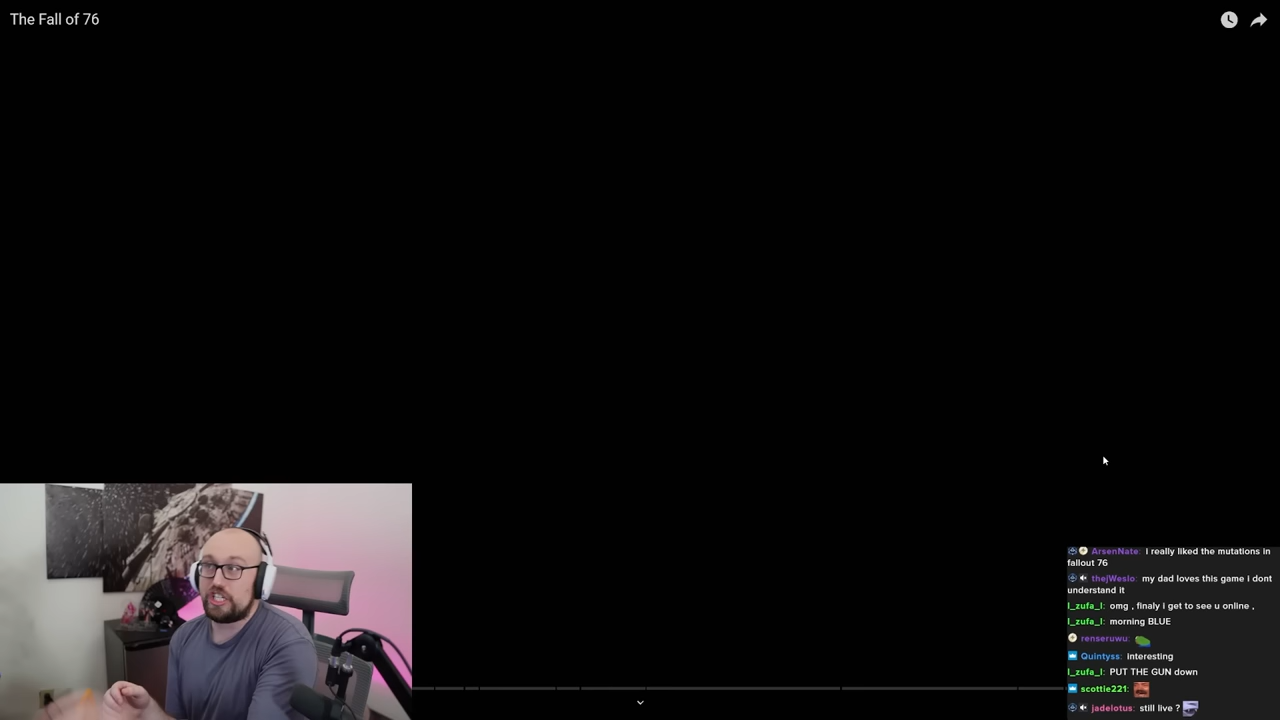 The Fall of 76
ArsenNate: i really liked the mutations in
fallout 76
thejWesio: my dad loves this game i dont
understand it
l_zufa_l: omg , finaly i get to see u online ,
l_zufa_l: morning BLUE
renseruwu:
Quintyss: interesting
l_zufa_l: PUT THE GUN down
scottie221:
jadelotus: still live ?